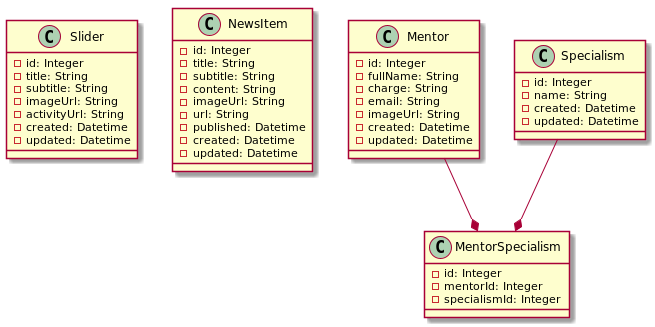 C Slider
id: Integer
title: String
subtitle: String
imageUrl: String
activityUrl: String
created: Datetime
updated: Datetime
C NewsItem
id: Integer
title: String
subtitle: String
content: String
imageUrl: String
url: String
published: Datetime
created: Datetime
updated: Datetime
C Mentor
id: Integer
fullName: String
charge: String
email: String
imageUrl: String
created: Datetime
updated: Datetime
C Specialism
id: Integer
name: String
created: Datetime
updated: Datetime
C MentorSpecialism
id: Integer
mentorId: Integer
specialismId: Integer